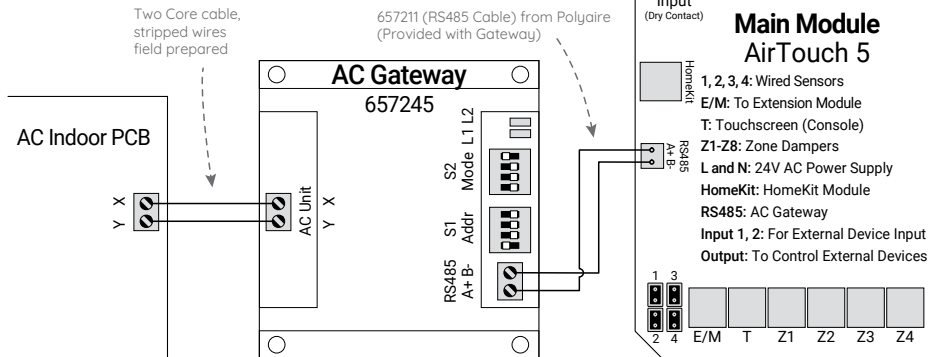 Two Core cable,
stripped wires
field prepared
657211 (RS485 Cable) from Polyaire
(Provided with Gateway)
AC Indoor PCB
X
Y
AC Gateway
657245
AC Unit
X
Y
L1 L2
S2
Mode
S1
Addr
RS485
A+ B-
Input
(Dry Contact)
HomeKit
RS485
A+ B-
Main Module
AirTouch 5
1, 2, 3, 4: Wired Sensors
E/M: To Extension Module
T: Touchscreen (Console)
Z1-Z8: Zone Dampers
L and N: 24V AC Power Supply
HomeKit: HomeKit Module
RS485: AC Gateway
Input 1, 2: For External Device Input
Output: To Control External Devices
1 3
2 4
E/M T Z1 Z2 Z3 Z4